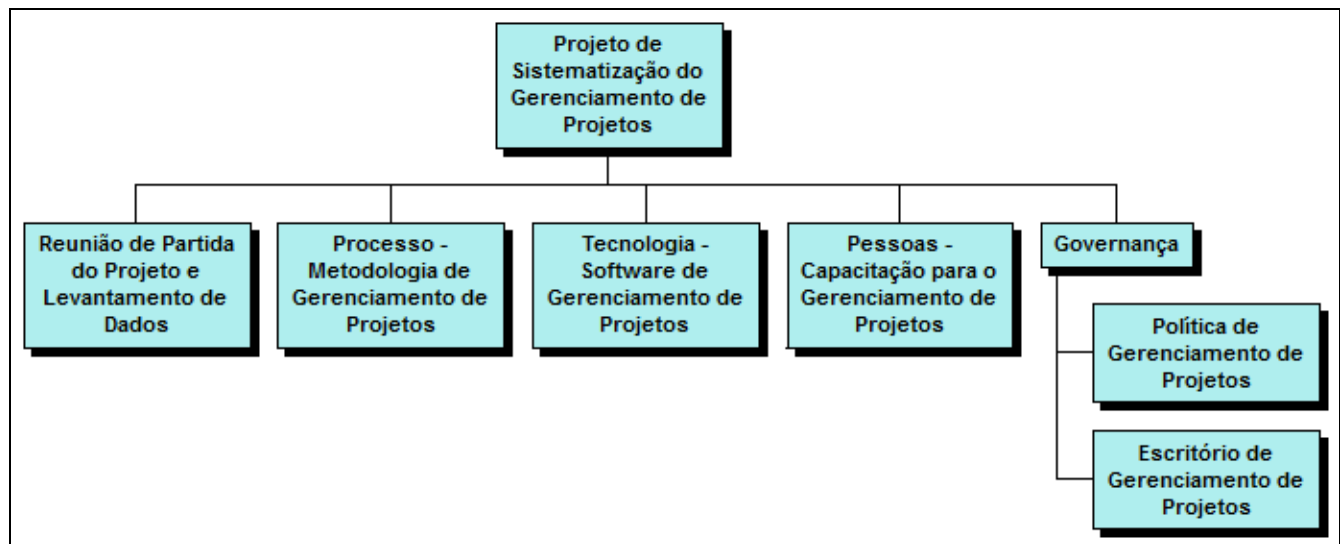 Projeto de
Sistematização do
Gerenciamento de
Projetos
Reunião de Partida
do Projeto e
Levantamento de
Dados
Processo -
Metodologia de
Gerenciamento de
Projetos
Tecnologia -
Software de
Gerenciamento de
Projetos
Pessoas -
Capacitação para o
Gerenciamento de
Projetos
Governança
Política de
Gerenciamento de
Projetos
Escritório de
Gerenciamento de
Projetos